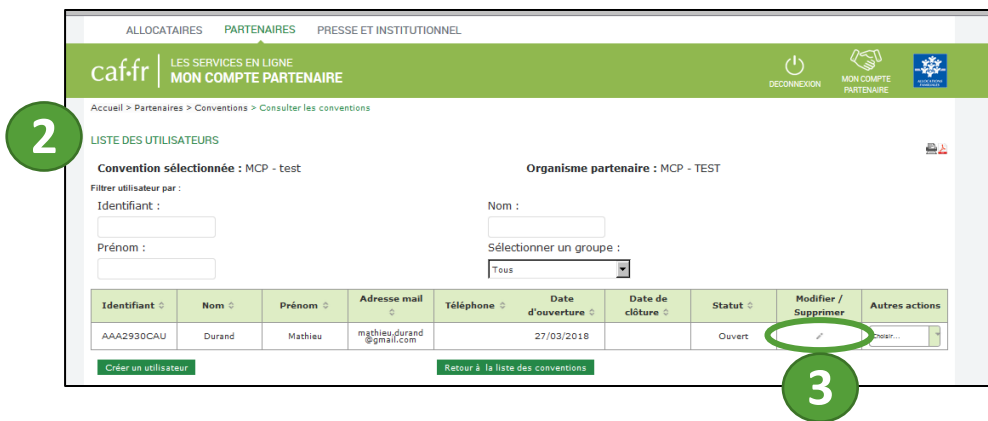 ALLOCATAIRES PARTENAIRES PRESSE ET INSTITUTIONNEL
caf.fr LES SERVICES EN LIGNE
MON COMPTE PARTENAIRE
DECONNEXION
MON COMPTE
PARTENAIRE
ALLOCATIONS
FAMILIALES
Accueil > Partenaires > Conventions > Consulter les conventions
2
LISTE DES UTILISATEURS
Convention sélectionnée : MCP - test Organisme partenaire : MCP - TEST
Filtrer utilisateur par :
Identifiant : Nom :
Prénom : Sélectionner un groupe :
Tous
Identifiant Nom Prénom Adresse mail Téléphone Date d'ouverture Date de clôture Statut Modifier / Supprimer Autres actions
AAA2930CAU Durand Mathieu mathieu.durand@gmail.com 27/03/2018 Ouvert Choisir...
Créer un utilisateur Retour à la liste des conventions
3